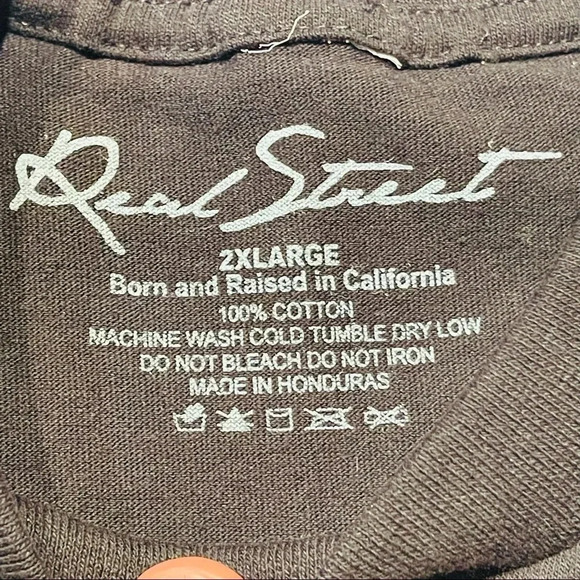 Real Street
2XLARGE
Born and Raised in California
100% COTTON
MACHINE WASH COLD TUMBLE DRY LOW
DO NOT BLEACH DO NOT IRON
MADE IN HONDURAS